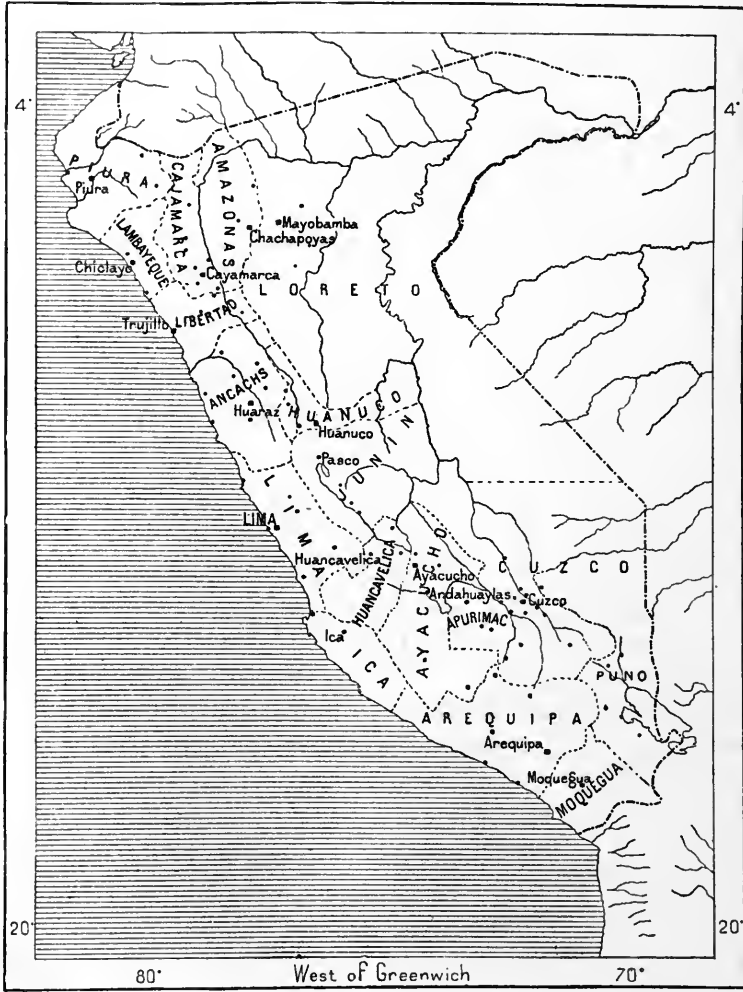 4°
4°
PIURA
Piura
CAJAMARCA
AMAZONAS
Mayobamba
Chachapoyas
LAMBAYEQUE
Chiclayo
Cayamarca
LORETO
Trujillo
LIBERTAD
ANCACHS
Huaraz
HUÁNUCO
Huánuco
Pasco
JUNIN
LIMA
LIMA
Huancavelica
HUANCAVELICA
AYACUCHO
Ayacucho
CUZCO
Andahuaylas
Cuzco
APURIMAC
Ica
ICA
PUNO
AREQUIPA
Arequipa
Moquegua
MOQUEGUA
20°
20°
80°
West of Greenwich
70°